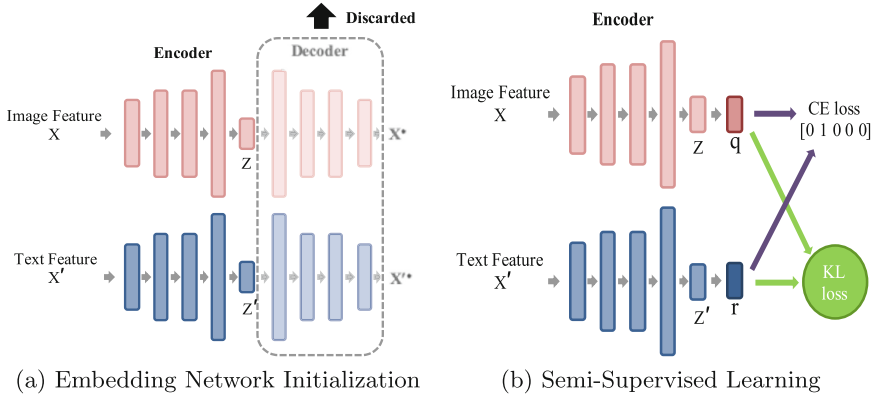 Discarded
Encoder
Decoder
Image Feature
X
Z
X*
Text Feature
X′
Z′
X′*
(a) Embedding Network Initialization
Encoder
Image Feature
X
Z
q
CE loss
[0 1 0 0 0]
Text Feature
X′
Z′
r
KL
loss
(b) Semi-Supervised Learning